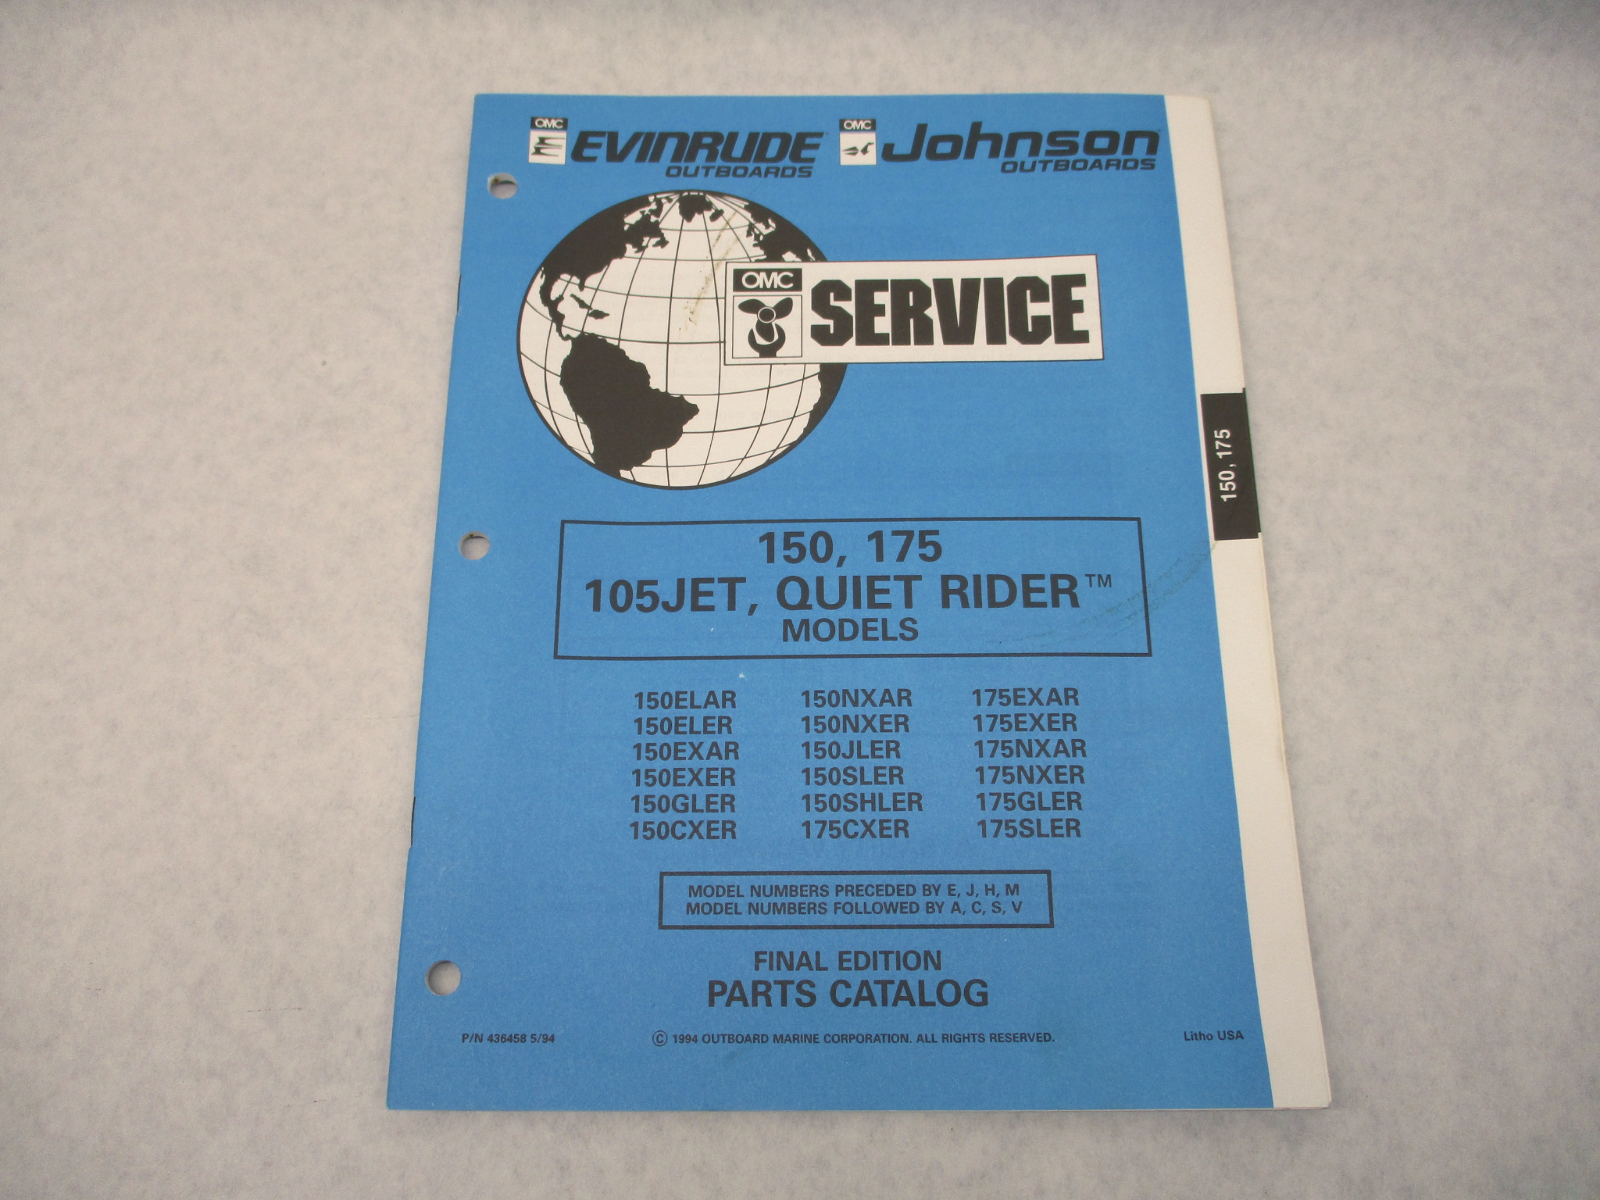 OMC EVINRUDE OUTBOARDS
OMC Johnson OUTBOARDS
OMC SERVICE
150, 175
150, 175
105JET, QUIET RIDER™
MODELS
150ELAR 150NXAR 175EXAR
150ELER 150NXER 175EXER
150EXAR 150JLER 175NXAR
150EXER 150SLER 175NXER
150GLER 150SHLER 175GLER
150CXER 175CXER 175SLER
MODEL NUMBERS PRECEDED BY E, J, H, M
MODEL NUMBERS FOLLOWED BY A, C, S, V
FINAL EDITION
PARTS CATALOG
P/N 436458 5/94 © 1994 OUTBOARD MARINE CORPORATION. ALL RIGHTS RESERVED. Litho USA